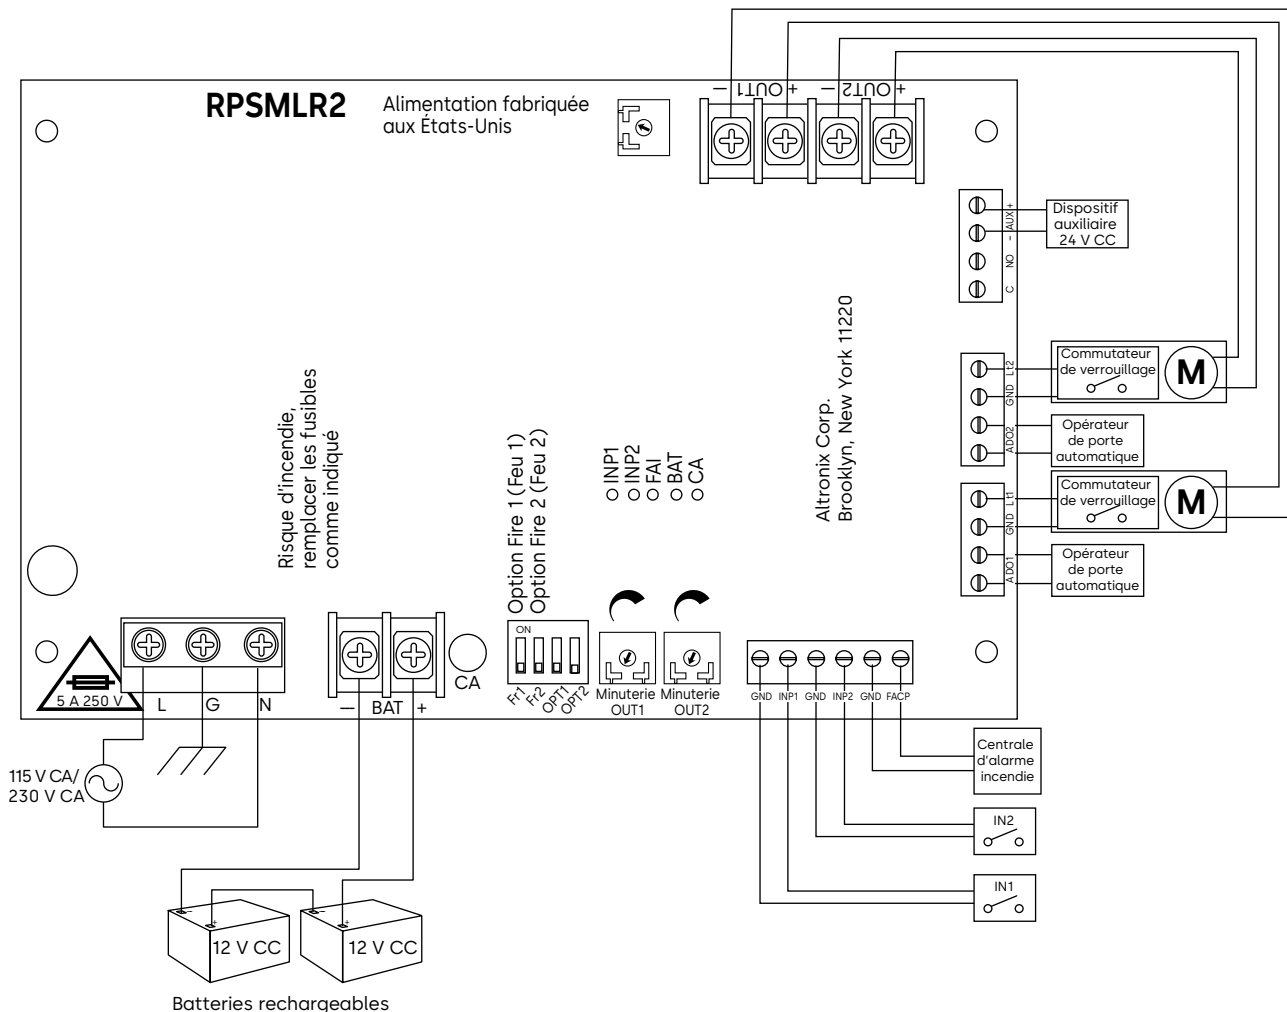 RPSMLR2
Alimentation fabriquée
aux États-Unis
– OUT1 +
– OUT2 +
+ AUX –
NO
C
Dispositif
auxiliaire
24 V CC
Lt2
GND
ADO2
Commutateur
de verrouillage
M
Opérateur
de porte
automatique
Lt1
GND
ADO1
Commutateur
de verrouillage
M
Opérateur
de porte
automatique
Altronix Corp.
Brooklyn, New York 11220
Risque d'incendie,
remplacer les fusibles
comme indiqué
Option Fire 1 (Feu 1)
Option Fire 2 (Feu 2)
INP1
INP2
FAI
BAT
CA
5 A 250 V
L
G
N
– BAT +
CA
ON
Fr1
Fr2
OPT1
OPT2
Minuterie
OUT1
Minuterie
OUT2
GND INP1 GND INP2 GND FACP
115 V CA/
230 V CA
Centrale
d'alarme
incendie
IN2
IN1
– +
12 V CC
– +
12 V CC
Batteries rechargeables